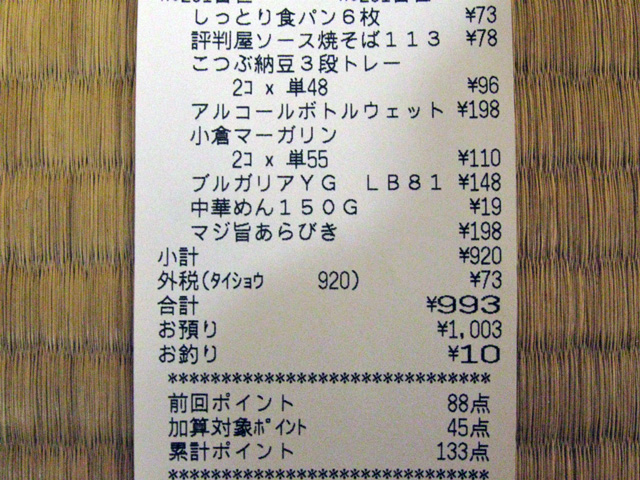 しっとり食パン6枚 ¥73
評判屋ソース焼そば113 ¥78
こつぶ納豆3段トレー
2コ x 単48 ¥96
アルコールボトルウェット ¥198
小倉マーガリン
2コ x 単55 ¥110
ブルガリアYG LB81 ¥148
中華めん150G ¥19
マジ旨あらびき ¥198
小計 ¥920
外税(タイショウ 920) ¥73
合計 ¥993
お預り ¥1,003
お釣り ¥10
******************************
前回ポイント 88点
加算対象ポイント 45点
累計ポイント 133点
******************************